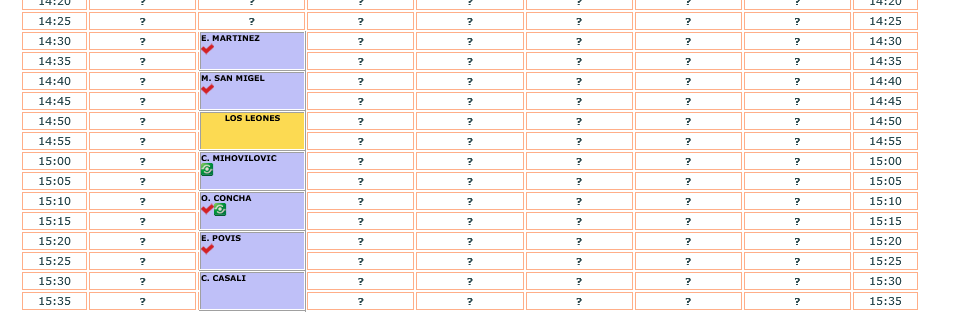 14:20 ? ? ? ? ? ? ? 14:20
14:25 ? ? ? ? ? ? ? 14:25
14:30 ? E. MARTINEZ ? ? ? ? ? 14:30
14:35 ? ? ? ? ? ? 14:35
14:40 ? M. SAN MIGEL ? ? ? ? ? 14:40
14:45 ? ? ? ? ? ? 14:45
14:50 ? LOS LEONES ? ? ? ? ? 14:50
14:55 ? ? ? ? ? ? 14:55
15:00 ? C. MIHOVILOVIC ? ? ? ? ? 15:00
15:05 ? ? ? ? ? ? 15:05
15:10 ? O. CONCHA ? ? ? ? ? 15:10
15:15 ? ? ? ? ? ? 15:15
15:20 ? E. POVIS ? ? ? ? ? 15:20
15:25 ? ? ? ? ? ? 15:25
15:30 ? C. CASALI ? ? ? ? ? 15:30
15:35 ? ? ? ? ? ? 15:35